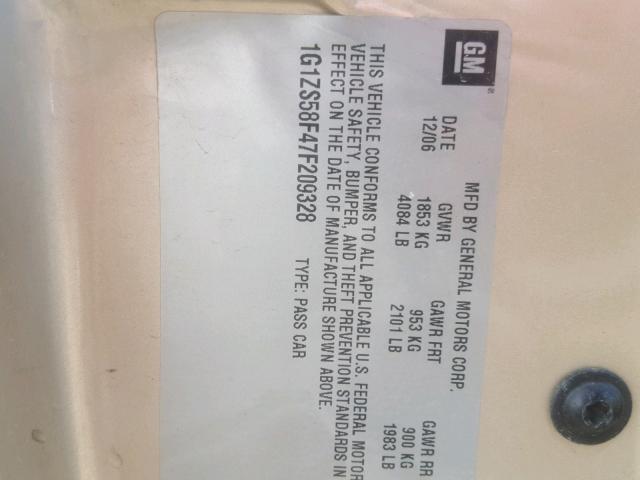 GM ®
MFD BY GENERAL MOTORS CORP.
DATE GVWR GAWR FRT GAWR RR
12/06 1853 KG 953 KG 900 KG
4084 LB 2101 LB 1983 LB
THIS VEHICLE CONFORMS TO ALL APPLICABLE U.S. FEDERAL MOTOR
VEHICLE SAFETY, BUMPER, AND THEFT PREVENTION STANDARDS IN
EFFECT ON THE DATE OF MANUFACTURE SHOWN ABOVE.
1G1ZS58F47F209328 TYPE: PASS CAR